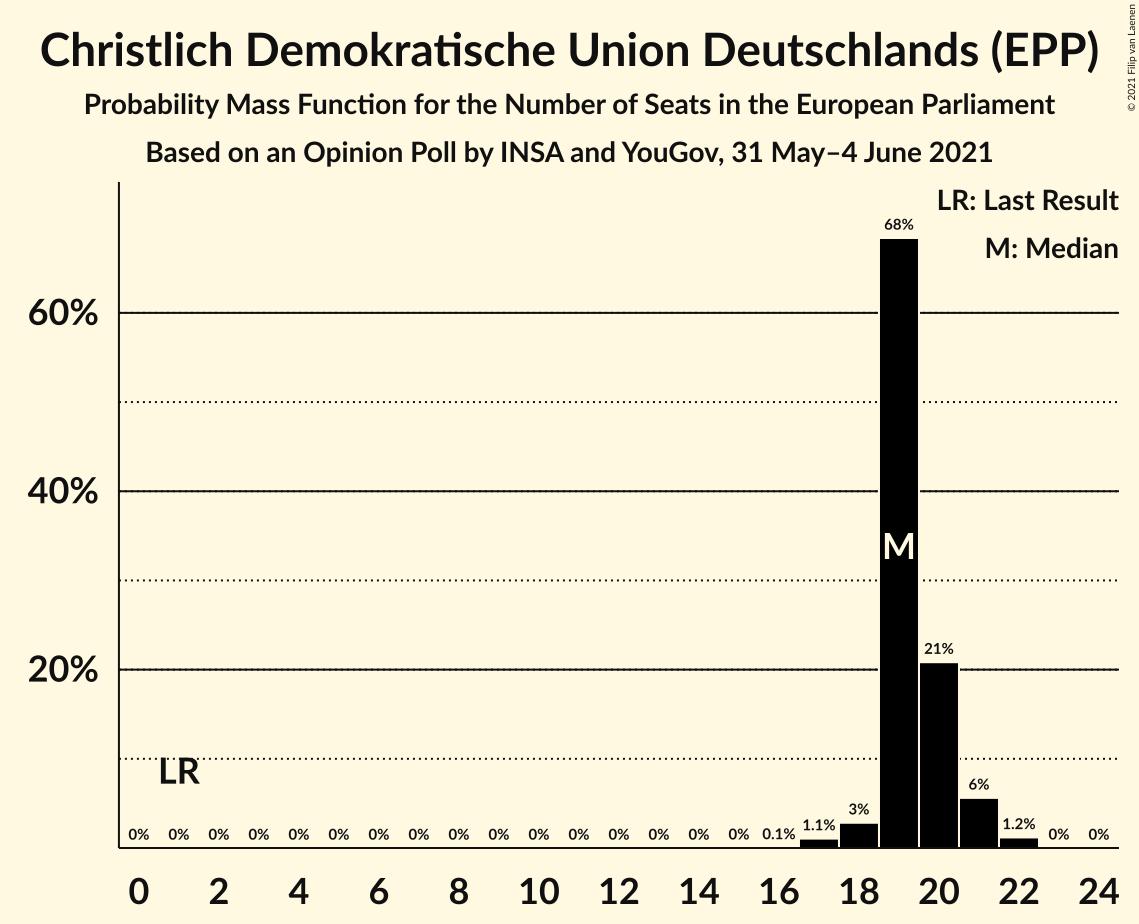 Christlich Demokratische Union Deutschlands (EPP)
Probability Mass Function for the Number of Seats in the European Parliament
Based on an Opinion Poll by INSA and YouGov, 31 May–4 June 2021
© 2021 Filip van Laenen
LR: Last Result
M: Median
68%
60%
40%
M
21%
20%
LR
6%
3%
1.2%
1.1%
0% 0% 0% 0% 0% 0% 0% 0% 0% 0% 0% 0% 0% 0% 0% 0% 0.1% 0% 0%
0 2 4 6 8 10 12 14 16 18 20 22 24